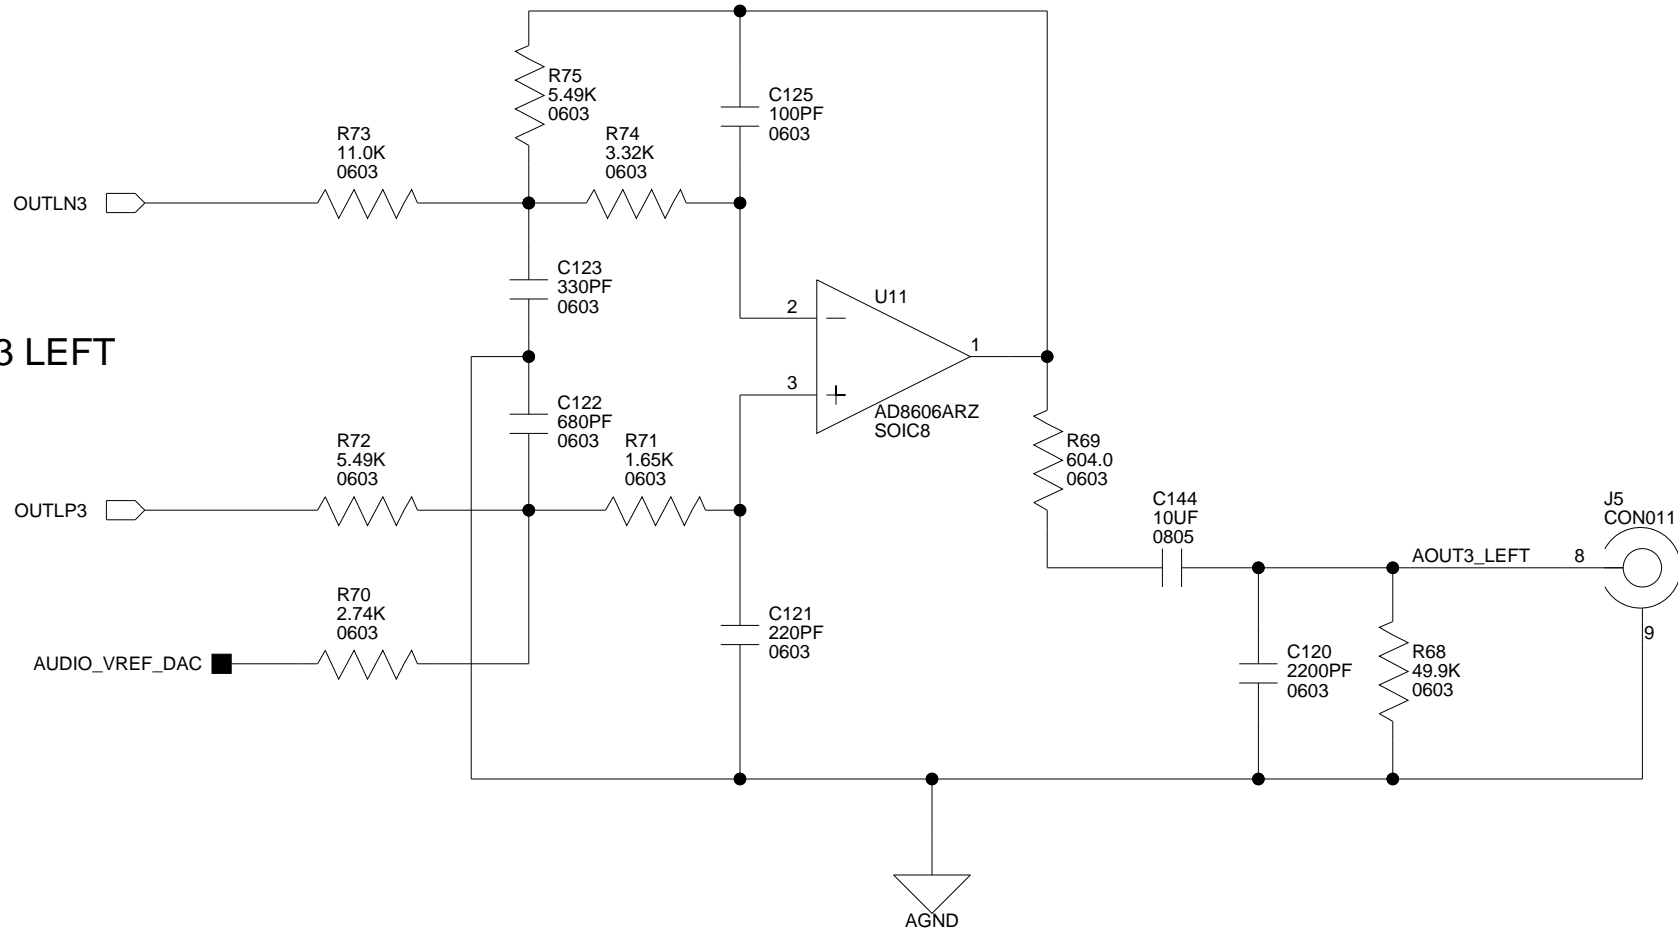 R75
5.49K
0603
C125
100PF
0603
R73
11.0K
0603
R74
3.32K
0603
OUTLN3
C123
330PF
0603
U11
2
3 LEFT
1
3
C122
680PF
0603
AD8606ARZ
SOIC8
R72
5.49K
0603
R71
1.65K
0603
R69
604.0
0603
OUTLP3
C144
10UF
0805
J5
CON011
AOUT3_LEFT
8
R70
2.74K
0603
C121
220PF
0603
9
AUDIO_VREF_DAC
C120
2200PF
0603
R68
49.9K
0603
AGND